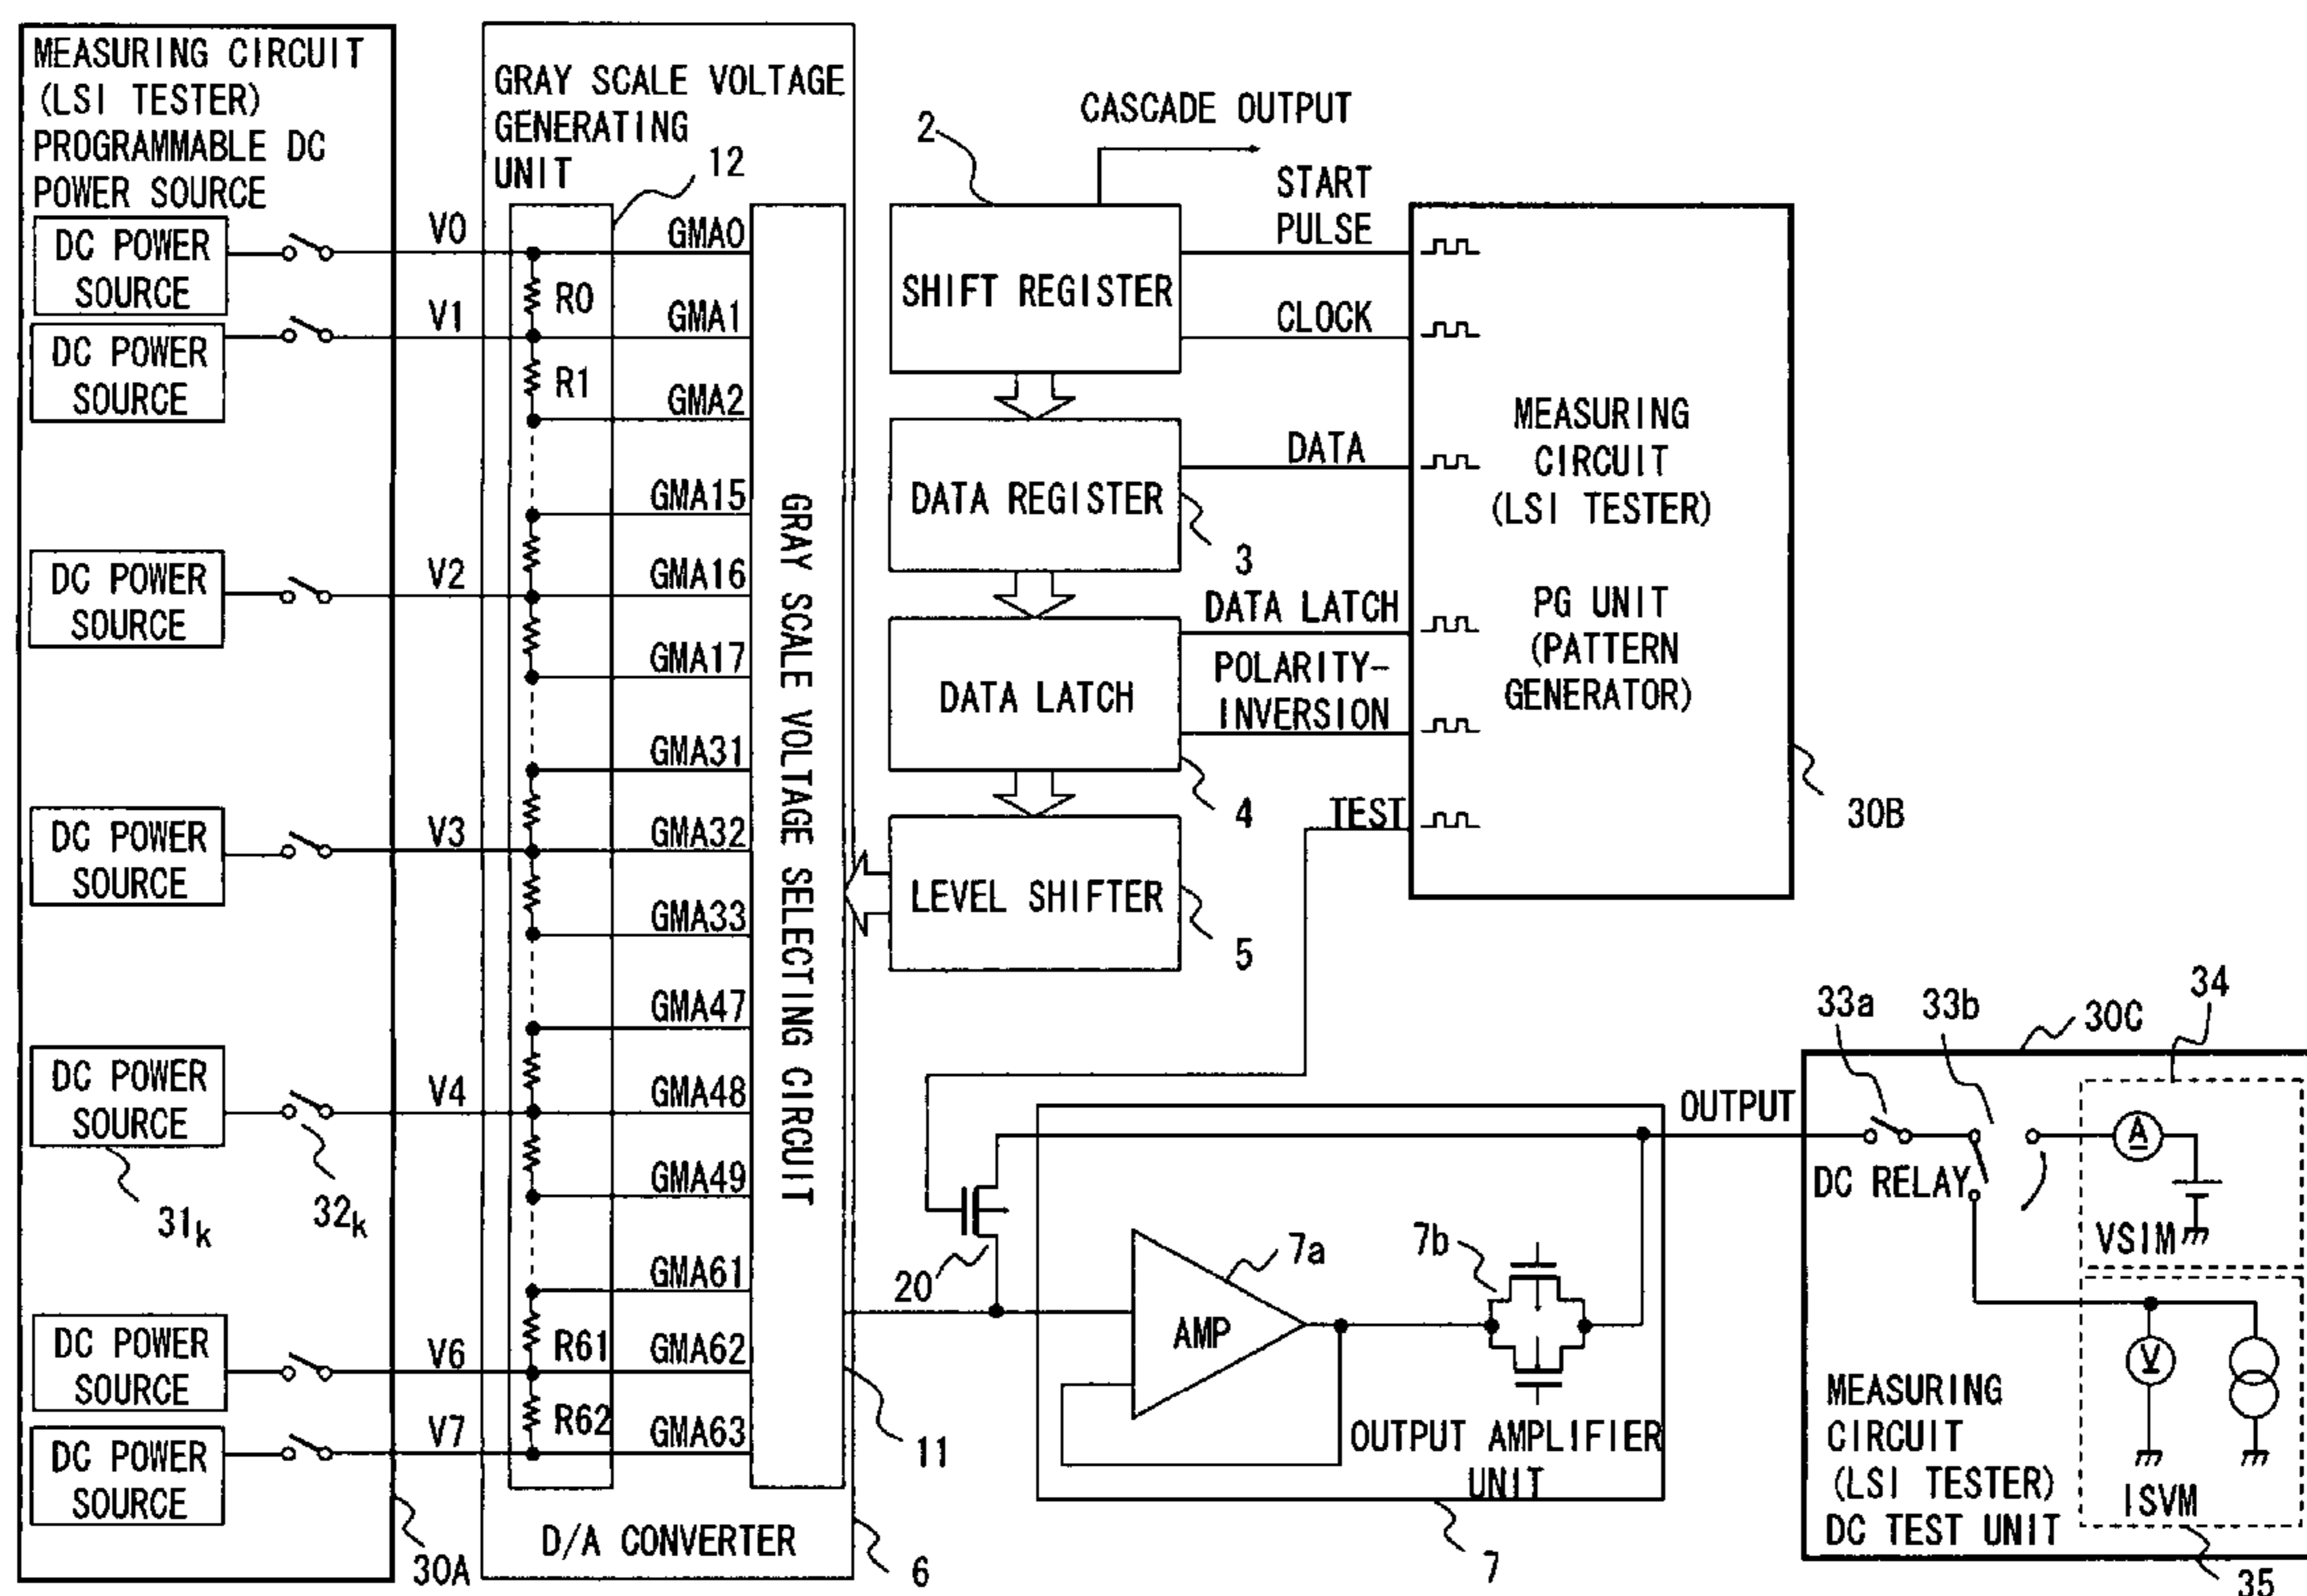 MEASURING CIRCUIT
(LSI TESTER)
PROGRAMMABLE DC
POWER SOURCE
DC POWER
SOURCE
DC POWER
SOURCE
DC POWER
SOURCE
DC POWER
SOURCE
DC POWER
SOURCE
31k
32k
DC POWER
SOURCE
DC POWER
SOURCE
30A
V0
V1
V2
V3
V4
V6
V7
GRAY SCALE VOLTAGE
GENERATING
UNIT
12
R0
R1
R61
R62
GMA0
GMA1
GMA2
GMA15
GMA16
GMA17
GMA31
GMA32
GMA33
GMA47
GMA48
GMA49
GMA61
GMA62
GMA63
GRAY SCALE VOLTAGE SELECTING CIRCUIT
11
D/A CONVERTER
6
CASCADE OUTPUT
2
SHIFT REGISTER
START
PULSE
CLOCK
DATA REGISTER
3
DATA
DATA LATCH
4
DATA LATCH
POLARITY-
INVERSION
LEVEL SHIFTER
5
TEST
MEASURING
CIRCUIT
(LSI TESTER)
PG UNIT
(PATTERN
GENERATOR)
30B
20
AMP
7a
7b
OUTPUT AMPLIFIER
UNIT
7
OUTPUT
33a
33b
30C
34
DC RELAY
A
VSIM
V
ISVM
MEASURING
CIRCUIT
(LSI TESTER)
DC TEST UNIT
35